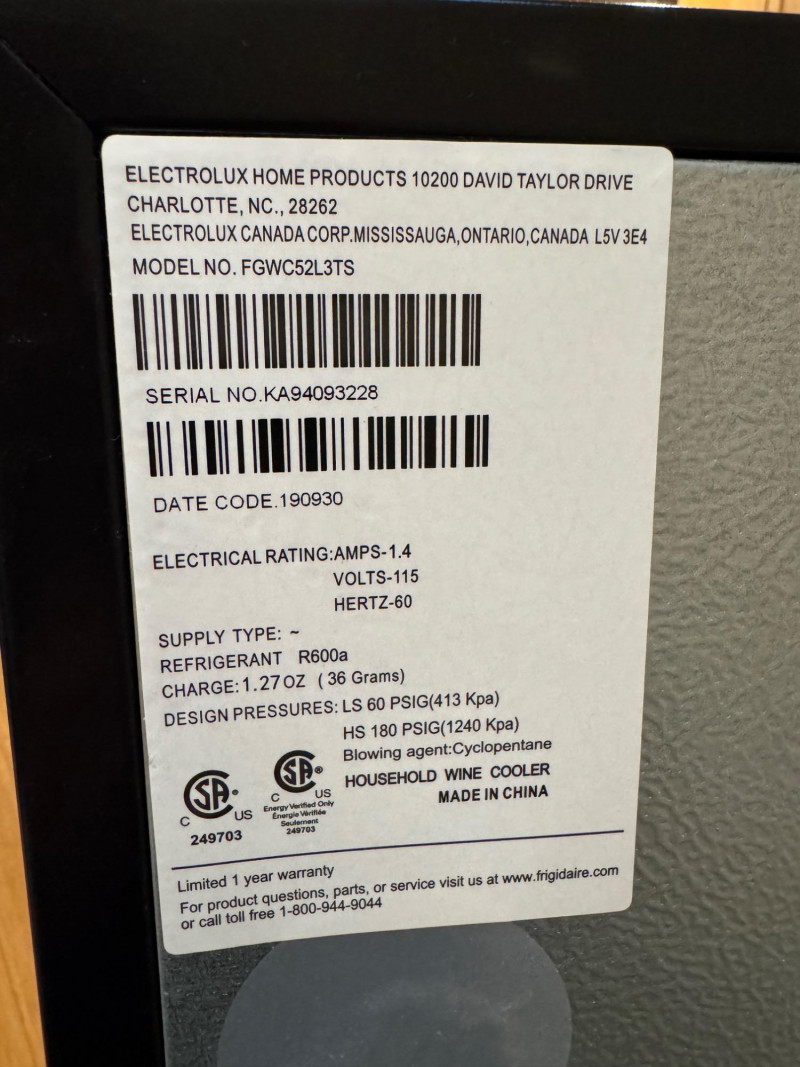 ELECTROLUX HOME PRODUCTS 10200 DAVID TAYLOR DRIVE
CHARLOTTE, NC., 28262
ELECTROLUX CANADA CORP.MISSISSAUGA,ONTARIO,CANADA L5V 3E4
MODEL NO. FGWC52L3TS
SERIAL NO.KA94093228
DATE CODE.190930
ELECTRICAL RATING:AMPS-1.4
VOLTS-115
HERTZ-60
SUPPLY TYPE: ~
REFRIGERANT R600a
CHARGE:1.27OZ ( 36 Grams)
DESIGN PRESSURES: LS 60 PSIG(413 Kpa)
HS 180 PSIG(1240 Kpa)
Blowing agent:Cyclopentane
HOUSEHOLD WINE COOLER
MADE IN CHINA
SA ®
C US
249703
SA ®
C US
Energy Verified Only
Énergie Vérifiée
Seulement
249703
Limited 1 year warranty
For product questions, parts, or service visit us at www.frigidaire.com
or call toll free 1-800-944-9044